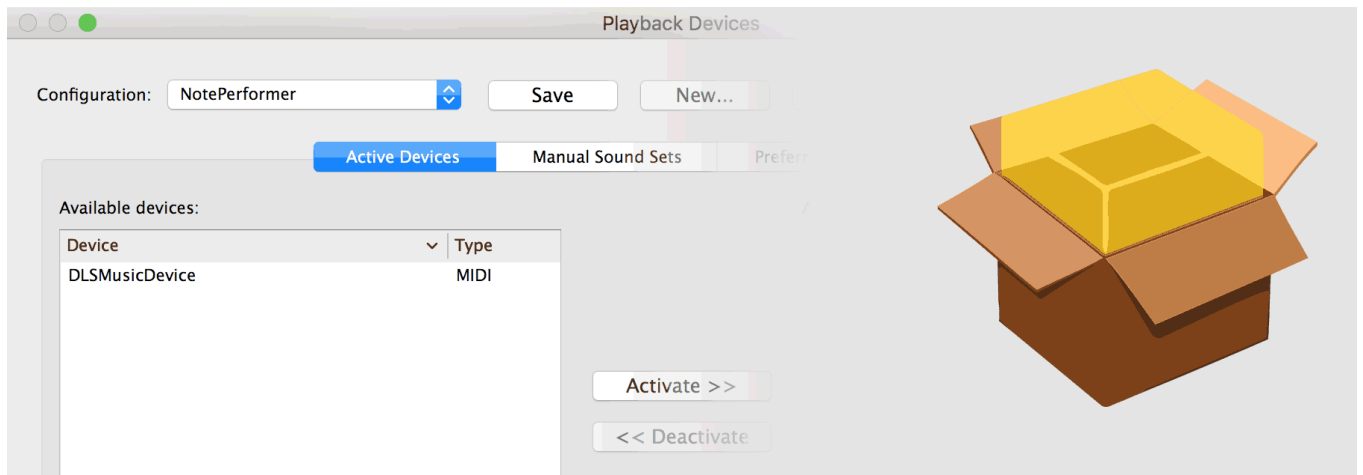 Playback Devices
Configuration: NotePerformer Save New...
Active Devices Manual Sound Sets Prefer
Available devices:
Device Type
DLSMusicDevice MIDI
Activate >>
<< Deactivate